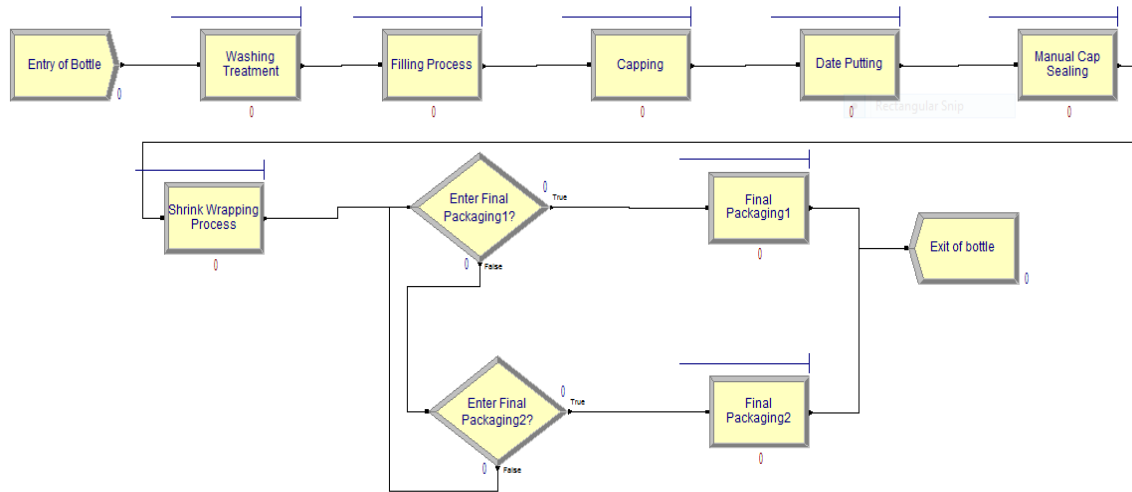 Entry of Bottle
0
Washing
Treatment
0
Filling Process
0
Capping
0
Date Putting
0
Manual Cap
Sealing
0
Rectangular Snip
Shrink Wrapping
Process
0
Enter Final
Packaging1?
0
True
0
False
Final
Packaging1
0
Exit of bottle
0
Enter Final
Packaging2?
0
True
0
False
Final
Packaging2
0